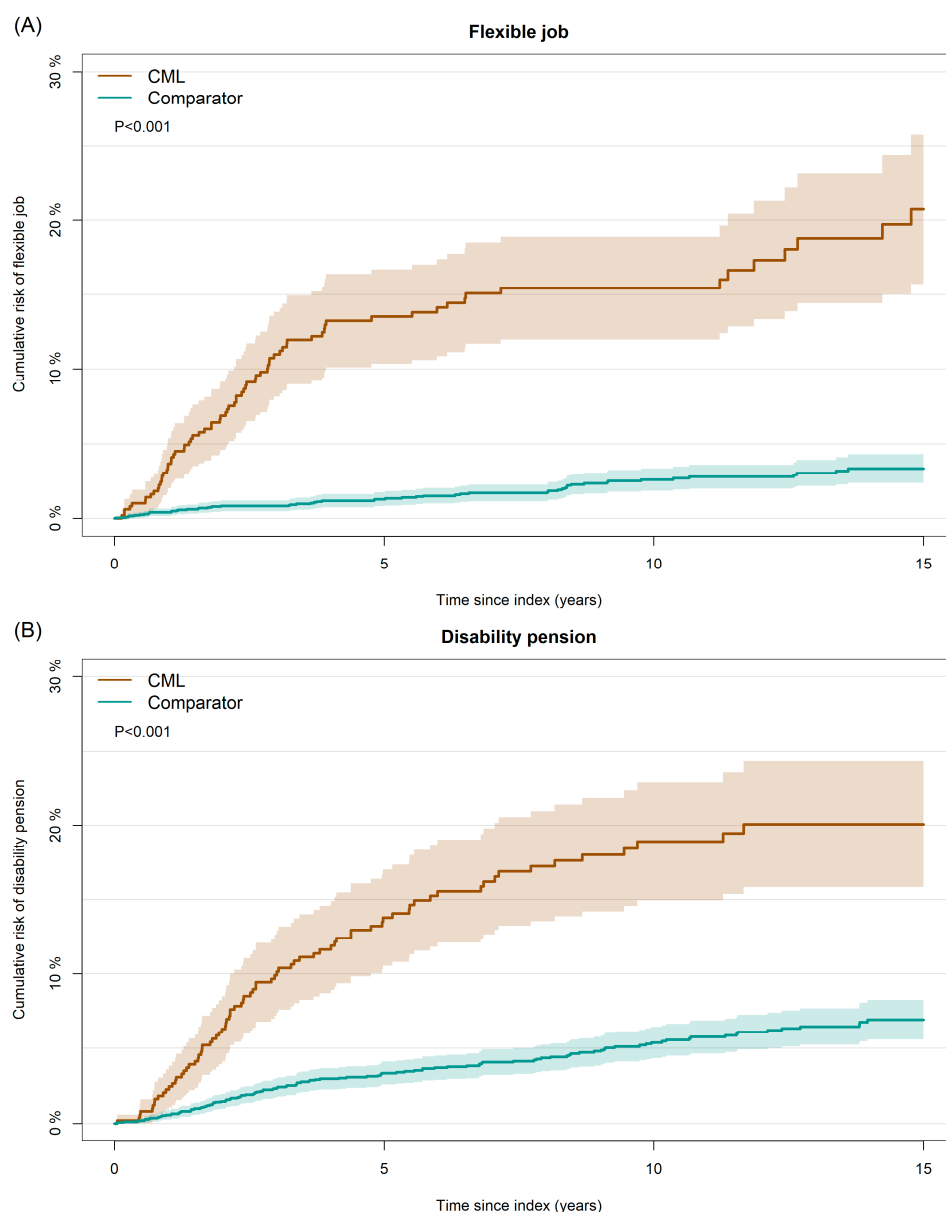 (A)
Flexible job
CML
Comparator
P<0.001
Cumulative risk of flexible job
30 %
20 %
10 %
0 %
0 5 10 15
Time since index (years)
(B)
Disability pension
CML
Comparator
P<0.001
Cumulative risk of disability pension
30 %
20 %
10 %
0 %
0 5 10 15
Time since index (years)